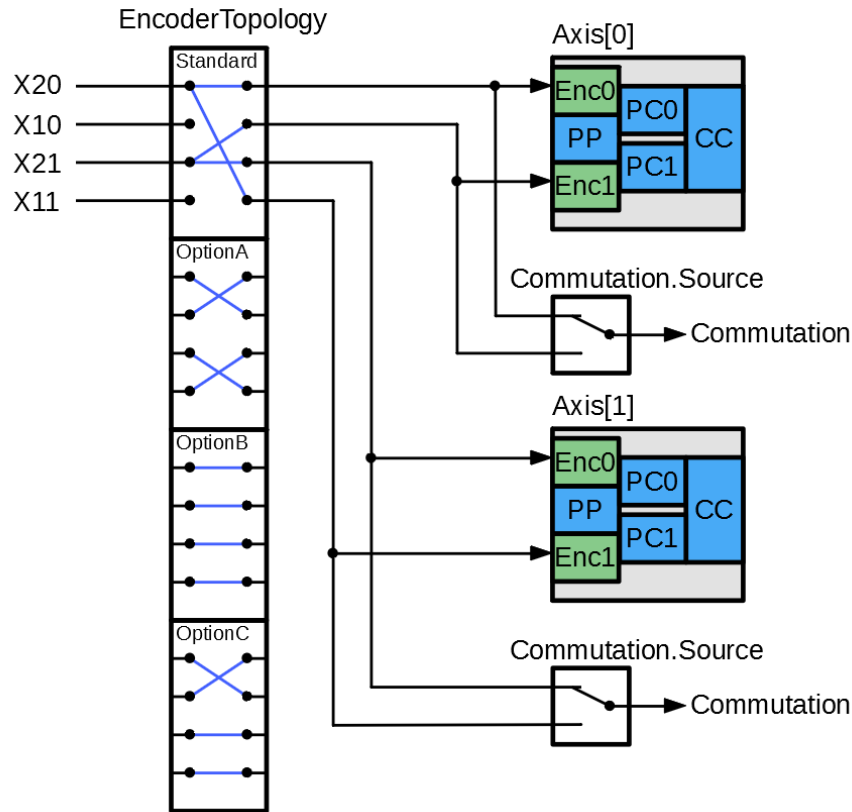 EncoderTopology
Standard
X20
X10
X21
X11
OptionA
OptionB
OptionC
Axis[0]
Enc0
PP
Enc1
PC0
PC1
CC
Commutation.Source
Commutation
Axis[1]
Enc0
PP
Enc1
PC0
PC1
CC
Commutation.Source
Commutation